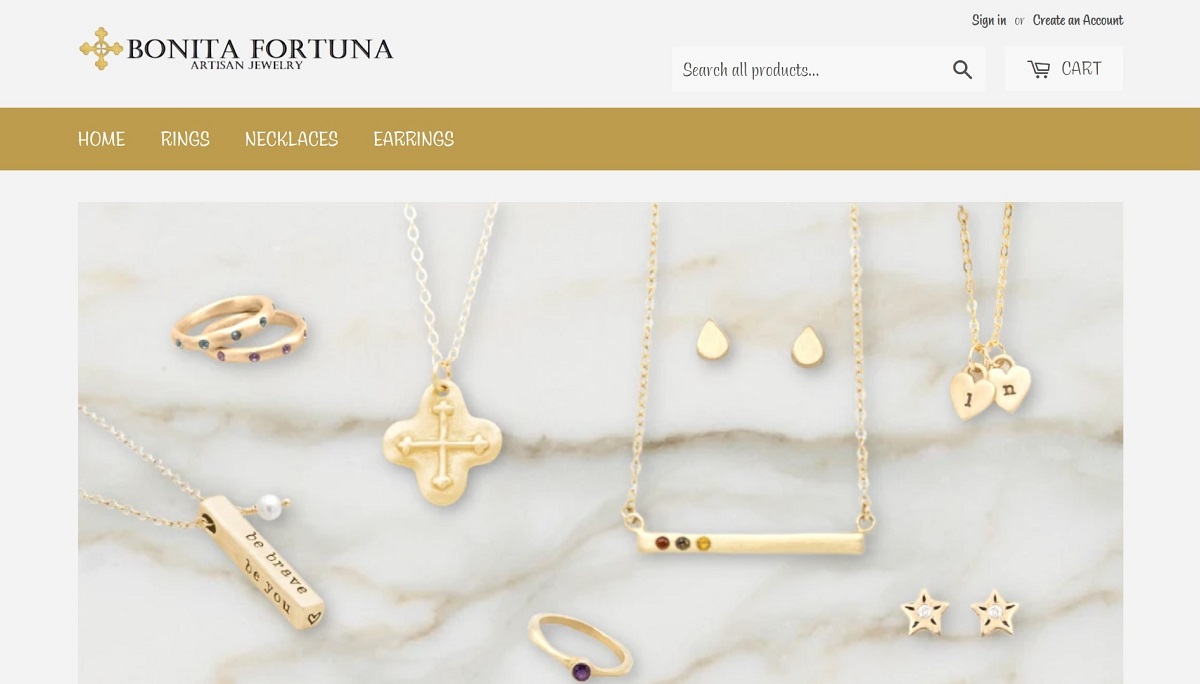 Sign in or Create an Account
BONITA FORTUNA
ARTISAN JEWELRY
Search all products...
CART
HOME RINGS NECKLACES EARRINGS
l n
be brave
be you